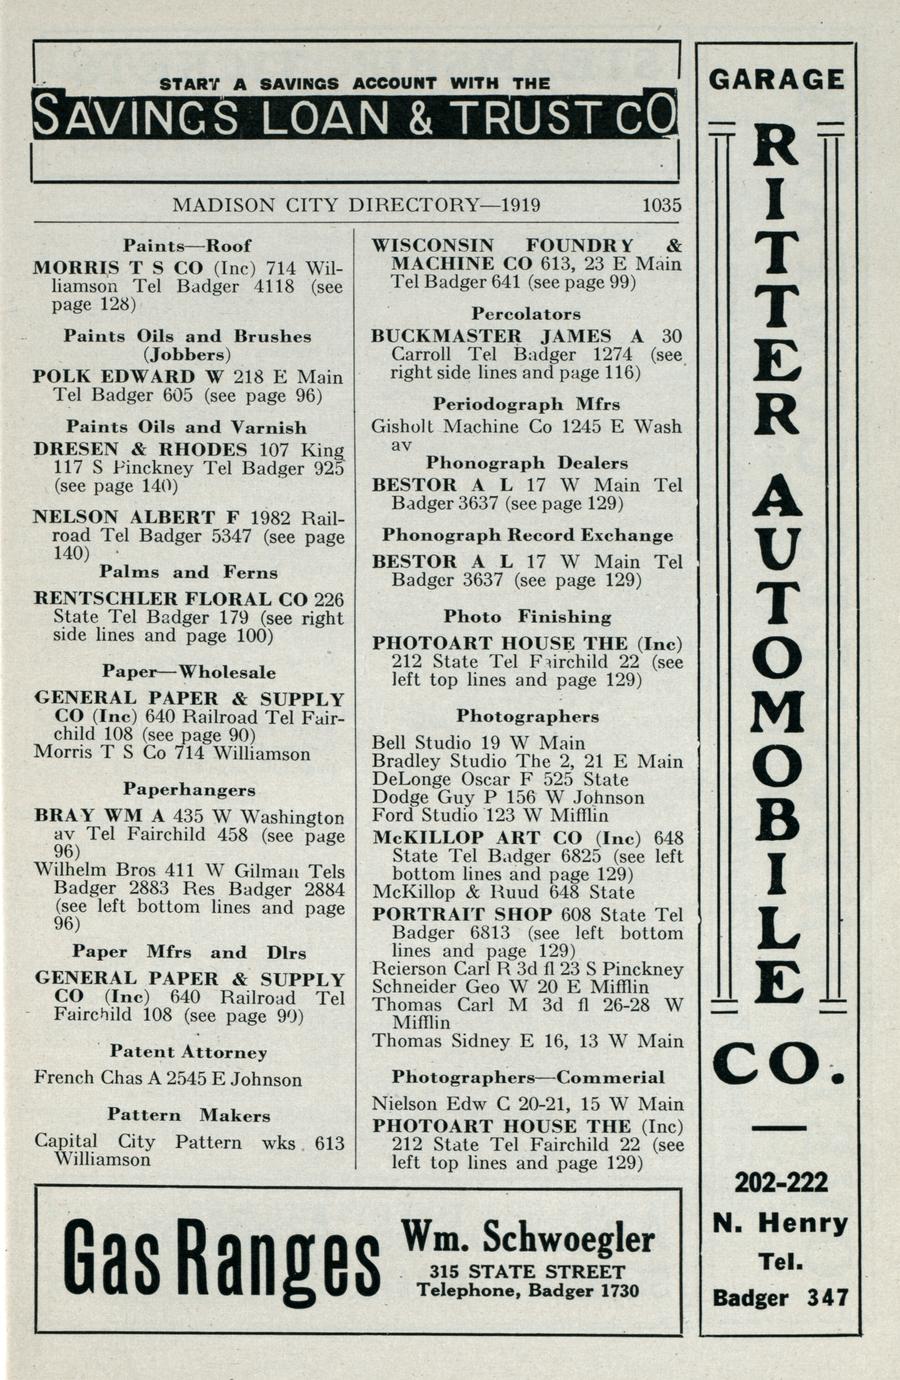 START A SAVINGS ACCOUNT WITH THE
SAVINGS LOAN & TRUST CO
MADISON CITY DIRECTORY—1919 1035
Paints—Roof
MORRIS T S CO (Inc) 714 Wil-
liamson Tel Badger 4118 (see
page 128)
Paints Oils and Brushes
(Jobbers)
POLK EDWARD W 218 E Main
Tel Badger 605 (see page 96)
Paints Oils and Varnish
DRESEN & RHODES 107 King
117 S Pinckney Tel Badger 925
(see page 140)
NELSON ALBERT F 1982 Rail-
road Tel Badger 5347 (see page
140)
Palms and Ferns
RENTSCHLER FLORAL CO 226
State Tel Badger 179 (see right
side lines and page 100)
Paper—Wholesale
GENERAL PAPER & SUPPLY
CO (Inc) 640 Railroad Tel Fair-
child 108 (see page 90)
Morris T S Co 714 Williamson
Paperhangers
BRAY WM A 435 W Washington
av Tel Fairchild 458 (see page
96)
Wilhelm Bros 411 W Gilman Tels
Badger 2883 Res Badger 2884
(see left bottom lines and page
96)
Paper Mfrs and Dlrs
GENERAL PAPER & SUPPLY
CO (Inc) 640 Railroad Tel
Fairchild 108 (see page 90)
Patent Attorney
French Chas A 2545 E Johnson
Pattern Makers
Capital City Pattern wks 613
Williamson
WISCONSIN FOUNDRY &
MACHINE CO 613, 23 E Main
Tel Badger 641 (see page 99)
Percolators
BUCKMASTER JAMES A 30
Carroll Tel Badger 1274 (see
right side lines and page 116)
Periodograph Mfrs
Gisholt Machine Co 1245 E Wash
av
Phonograph Dealers
BESTOR A L 17 W Main Tel
Badger 3637 (see page 129)
Phonograph Record Exchange
BESTOR A L 17 W Main Tel
Badger 3637 (see page 129)
Photo Finishing
PHOTOART HOUSE THE (Inc)
212 State Tel Fairchild 22 (see
left top lines and page 129)
Photographers
Bell Studio 19 W Main
Bradley Studio The 2, 21 E Main
DeLonge Oscar F 525 State
Dodge Guy P 156 W Johnson
Ford Studio 123 W Mifflin
McKILLOP ART CO (Inc) 648
State Tel Badger 6825 (see left
bottom lines and page 129)
McKillop & Ruud 648 State
PORTRAIT SHOP 608 State Tel
Badger 6813 (see left bottom
lines and page 129)
Reierson Carl R 3d fl 23 S Pinckney
Schneider Geo W 20 E Mifflin
Thomas Carl M 3d fl 26-28 W
Mifflin
Thomas Sidney E 16, 13 W Main
Photographers—Commerial
Nielson Edw C 20-21, 15 W Main
PHOTOART HOUSE THE (Inc)
212 State Tel Fairchild 22 (see
left top lines and page 129)
Gas Ranges
Wm. Schwoegler
315 STATE STREET
Telephone, Badger 1730
GARAGE
RITTER AUTOMOBILE
CO.
202-222
N. Henry
Tel.
Badger 347